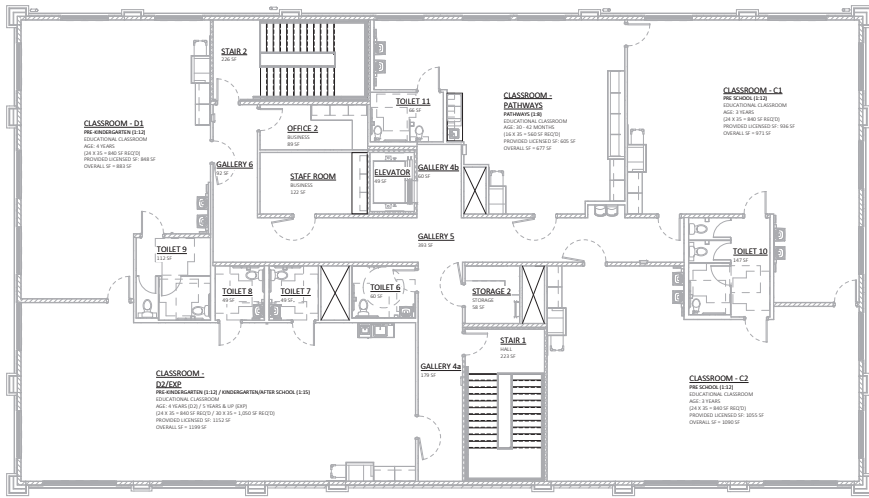 STAIR 2
226 SF
CLASSROOM - D1
PRE-KINDERGARTEN (1:12)
EDUCATIONAL CLASSROOM
AGE: 4 YEARS
(24 X 35 = 840 SF REQ'D)
PROVIDED LICENSED SF: 848 SF
OVERALL SF = 883 SF
OFFICE 2
BUSINESS
89 SF
TOILET 11
66 SF
CLASSROOM -
PATHWAYS
PATHWAYS (1:8)
EDUCATIONAL CLASSROOM
AGE: 30 - 42 MONTHS
(16 X 35 = 560 SF REQ'D)
PROVIDED LICENSED SF: 605 SF
OVERALL SF = 677 SF
CLASSROOM - C1
PRE SCHOOL (1:12)
EDUCATIONAL CLASSROOM
AGE: 3 YEARS
(24 X 35 = 840 SF REQ'D)
PROVIDED LICENSED SF: 936 SF
OVERALL SF = 971 SF
GALLERY 6
92 SF
STAFF ROOM
BUSINESS
122 SF
ELEVATOR
49 SF
GALLERY 4b
60 SF
GALLERY 5
393 SF
TOILET 9
112 SF
TOILET 10
147 SF
TOILET 8
49 SF
TOILET 7
49 SF
TOILET 6
60 SF
STORAGE 2
STORAGE
58 SF
STAIR 1
HALL
223 SF
GALLERY 4a
179 SF
CLASSROOM -
D2/EXP
PRE-KINDERGARTEN (1:12) / KINDERGARTEN/AFTER SCHOOL (1:15)
EDUCATIONAL CLASSROOM
AGE: 4 YEARS (D2) / 5 YEARS & UP (EXP)
(24 X 35 = 840 SF REQ'D / 30 X 35 = 1,050 SF REQ'D)
PROVIDED LICENSED SF: 1152 SF
OVERALL SF = 1199 SF
CLASSROOM - C2
PRE SCHOOL (1:12)
EDUCATIONAL CLASSROOM
AGE: 3 YEARS
(24 X 35 = 840 SF REQ'D)
PROVIDED LICENSED SF: 1055 SF
OVERALL SF = 1090 SF